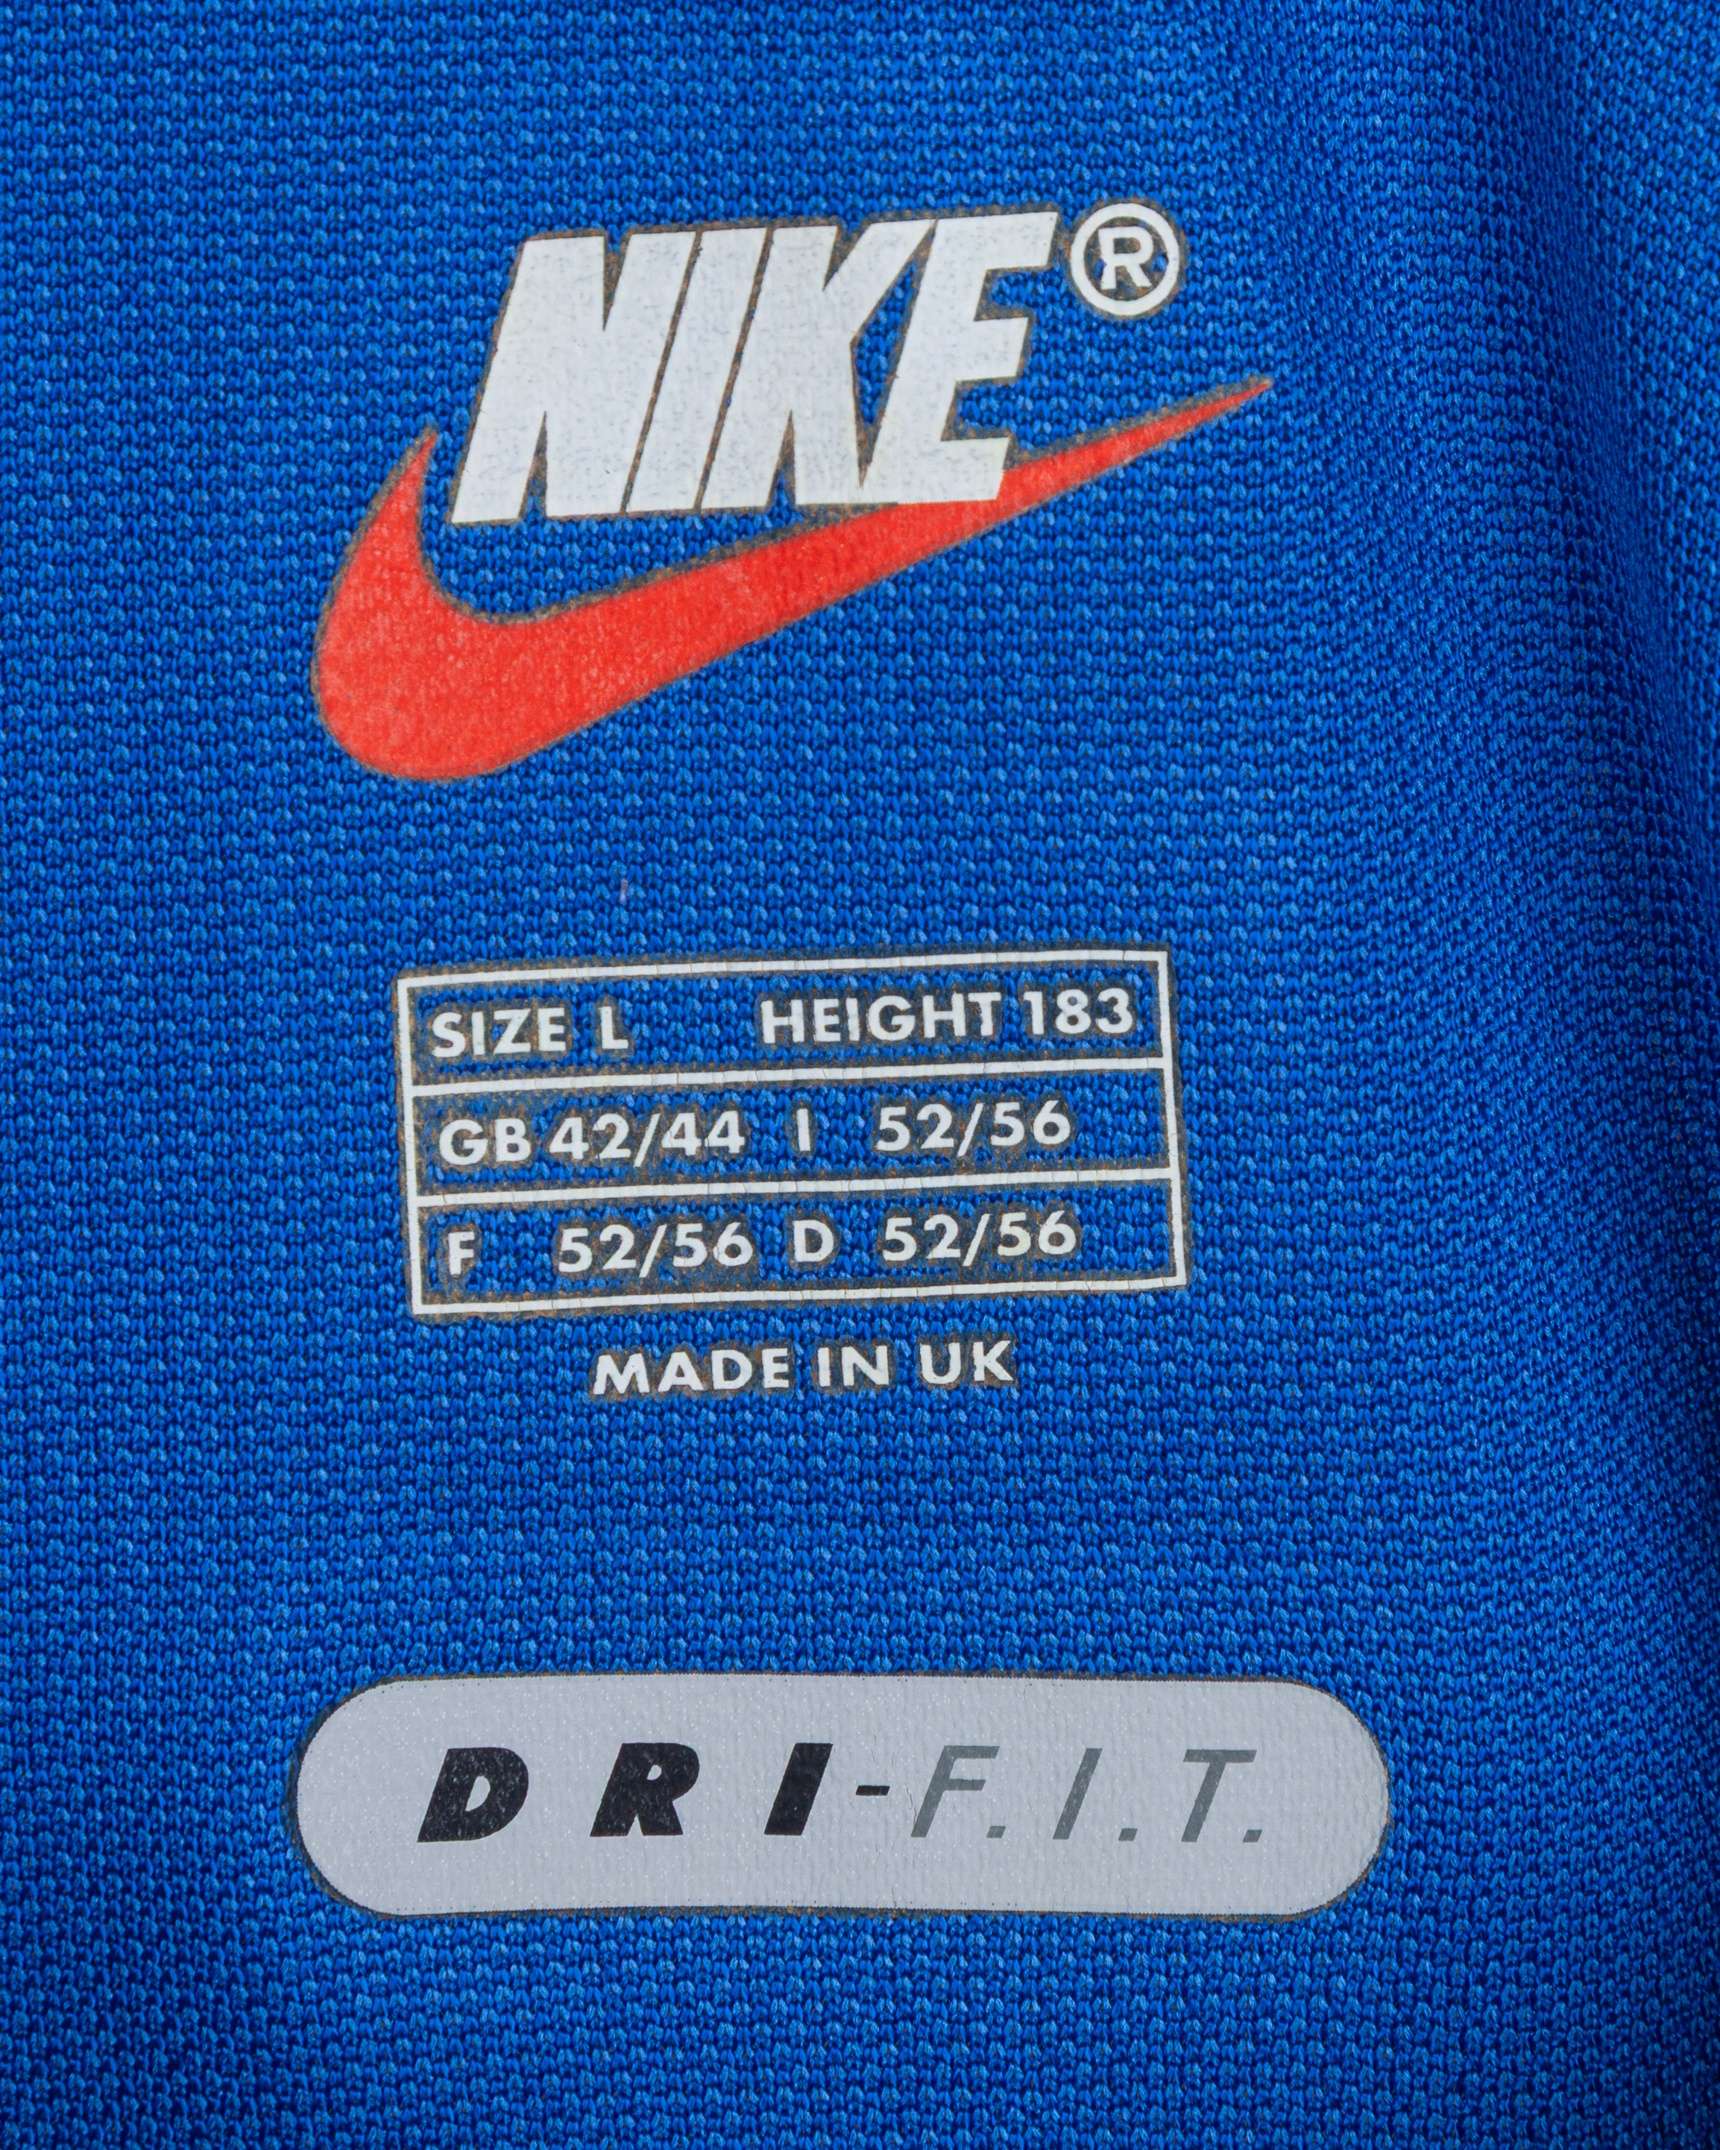 NIKE®
SIZE L HEIGHT 183
GB 42/44 I 52/56
F 52/56 D 52/56
MADE IN UK
DRI-F.I.T.